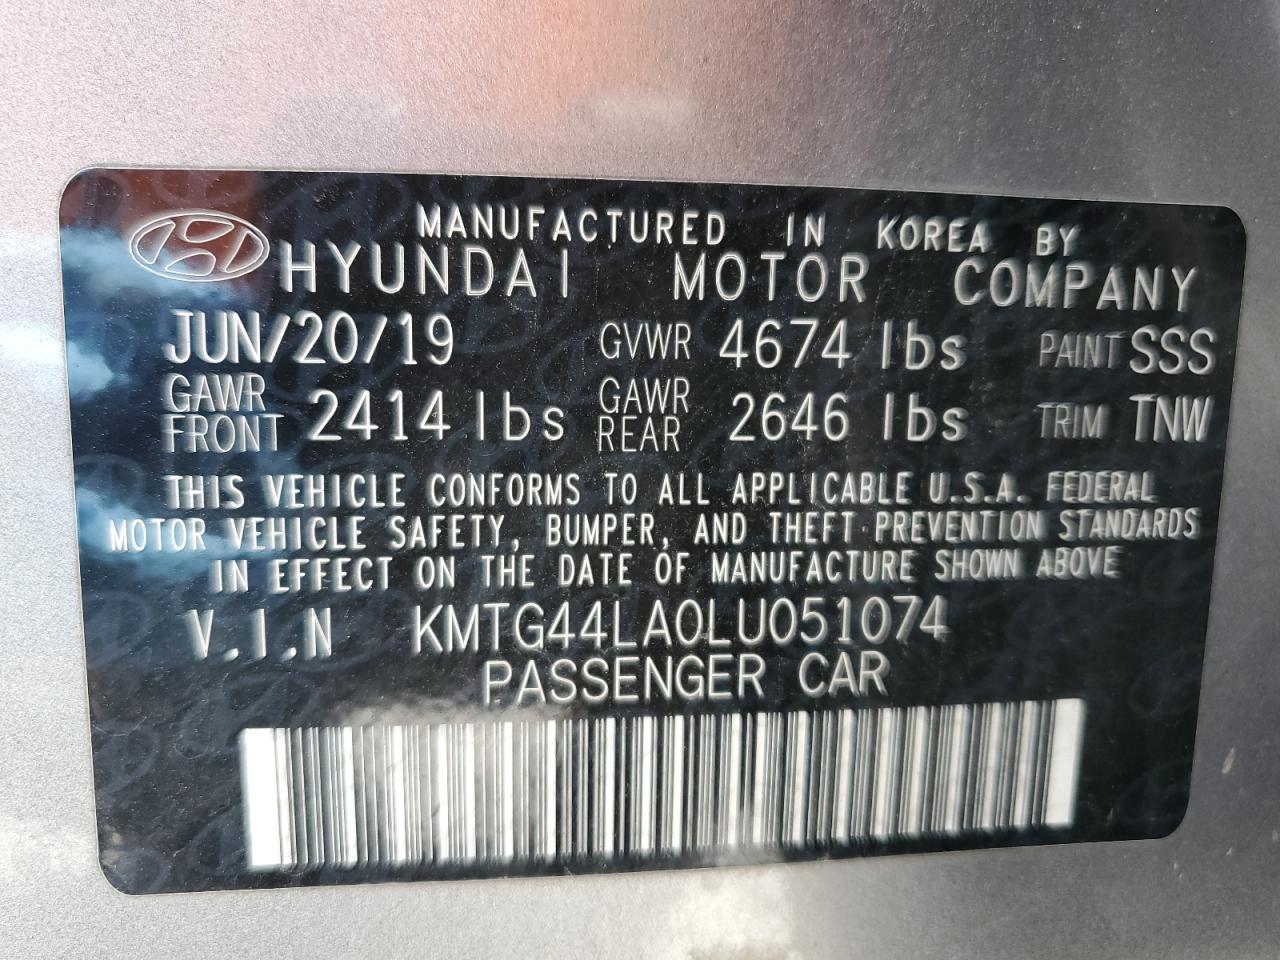 MANUFACTURED IN KOREA BY
HYUNDAI MOTOR COMPANY
JUN/20/19 GVWR 4674 lbs PAINT SSS
GAWR FRONT 2414 lbs GAWR REAR 2646 lbs TRIM TNW
THIS VEHICLE CONFORMS TO ALL APPLICABLE U.S.A. FEDERAL
MOTOR VEHICLE SAFETY, BUMPER, AND THEFT PREVENTION STANDARDS
IN EFFECT ON THE DATE OF MANUFACTURE SHOWN ABOVE
V.I.N KMTG44LA0LU051074
PASSENGER CAR